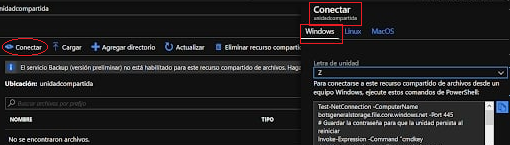 unidadcompartida
Conectar
Cargar
Agregar directorio
Actualizar
Eliminar recurso compartido
El servicio Backup (versión preliminar) no está habilitado para este recurso compartido de archivos. Haga
Ubicación: unidadcompartida
Buscar archivos por prefijo
NOMBRE
TIPO
No se encontraron archivos.
Conectar
unidadcompartida
Windows
Linux
MacOS
Letra de unidad
Z
Para conectarse a este recurso compartido de archivos desde un
equipo Windows, ejecute estos comandos de PowerShell:
Test-NetConnection -ComputerName
botsgeneralstorage.file.core.windows.net -Port 445
# Guardar la contraseña para que la unidad persista al
reiniciar
Invoke-Expression -Command "cmdkey